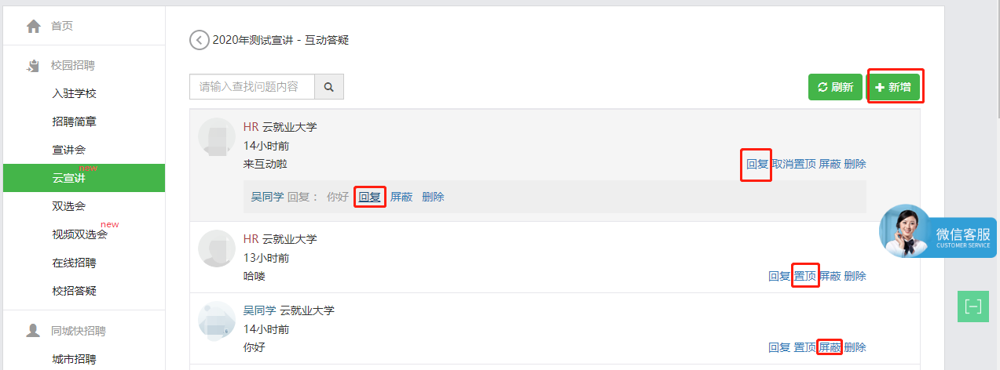 首页
校园招聘
入驻学校
招聘简章
宣讲会
new
云宣讲
双选会
new
视频双选会
在线招聘
校招答疑
同城快招聘
城市招聘
2020年测试宣讲 - 互动答疑
请输入查找问题内容
刷新 新增
HR 云就业大学
14小时前
来互动啦
回复 取消置顶 屏蔽 删除
吴同学 回复： 你好 回复 屏蔽 删除
HR 云就业大学
13小时前
哈喽
回复 置顶 屏蔽 删除
吴同学 云就业大学
14小时前
你好
回复 置顶 屏蔽 删除
微信客服
CUSTOMER SERVICE